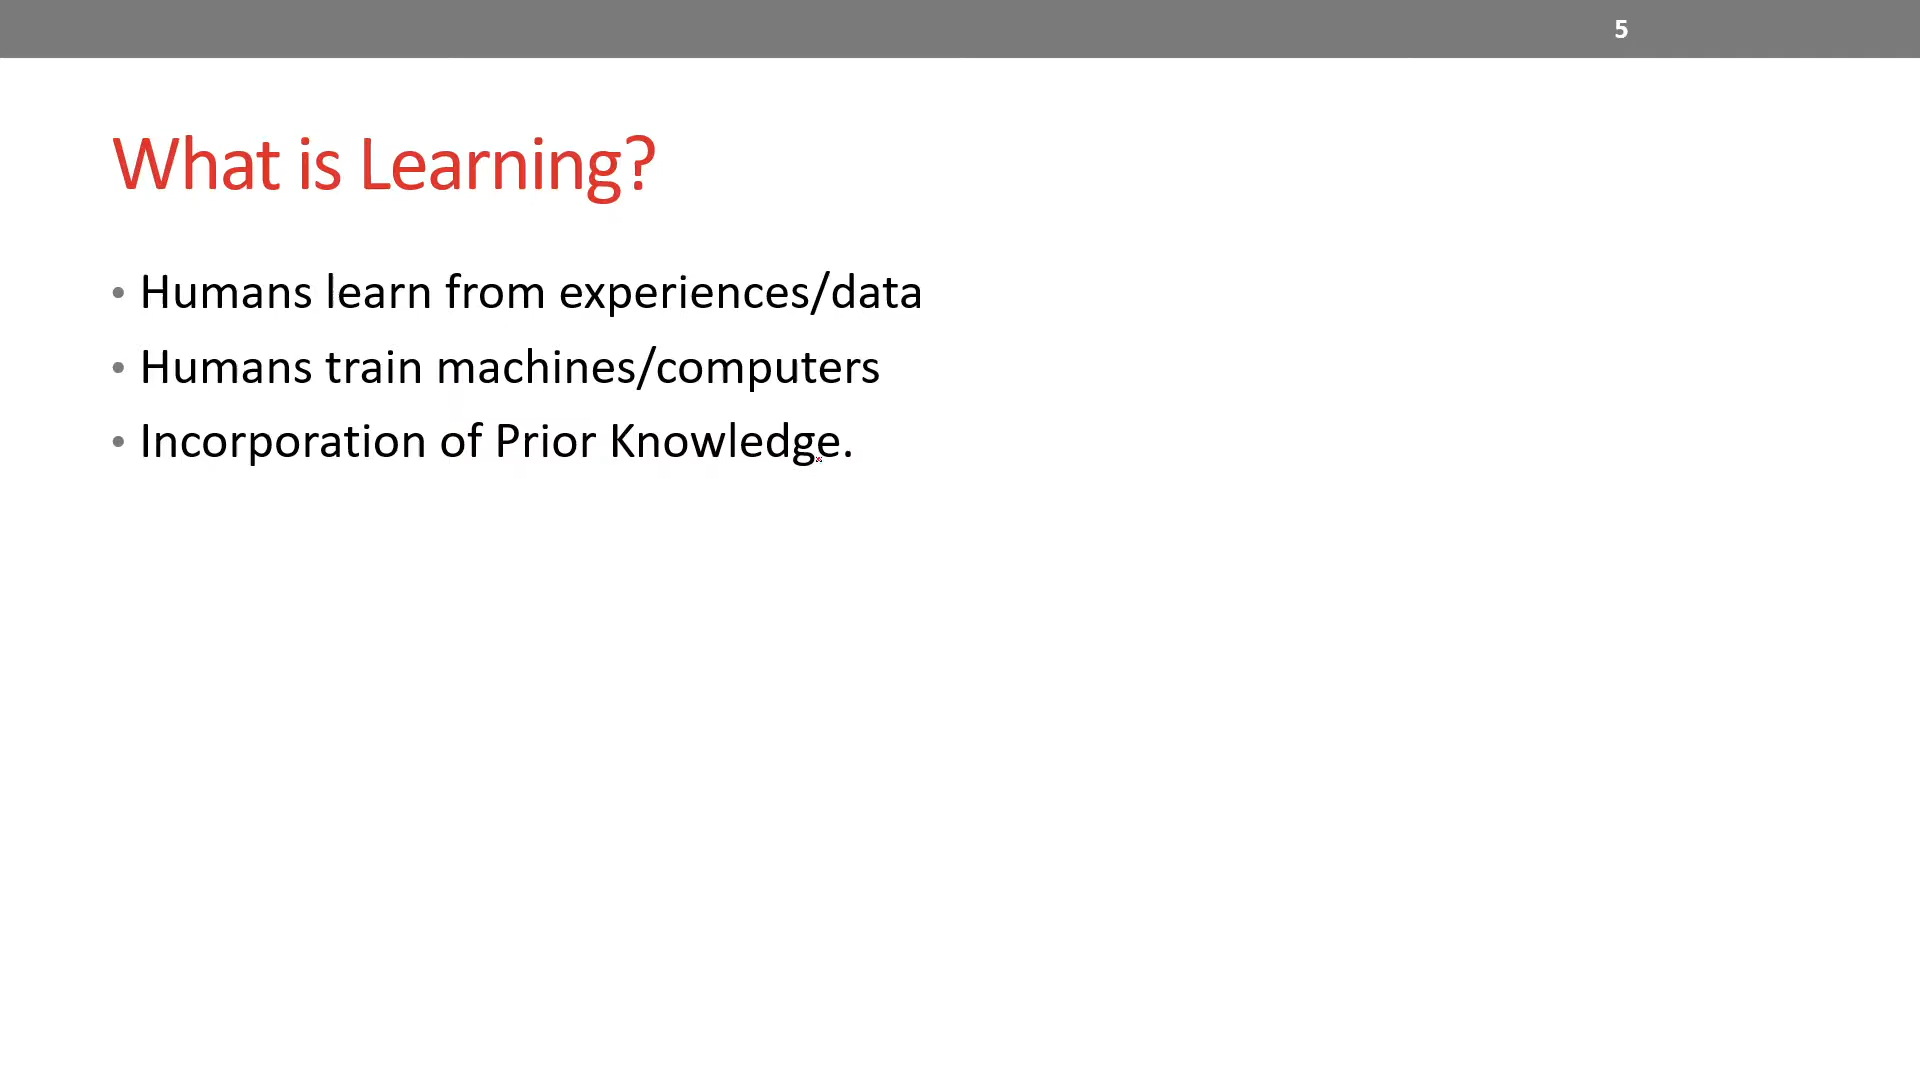 5
What is Learning?
• Humans learn from experiences/data
• Humans train machines/computers
• Incorporation of Prior Knowledge.